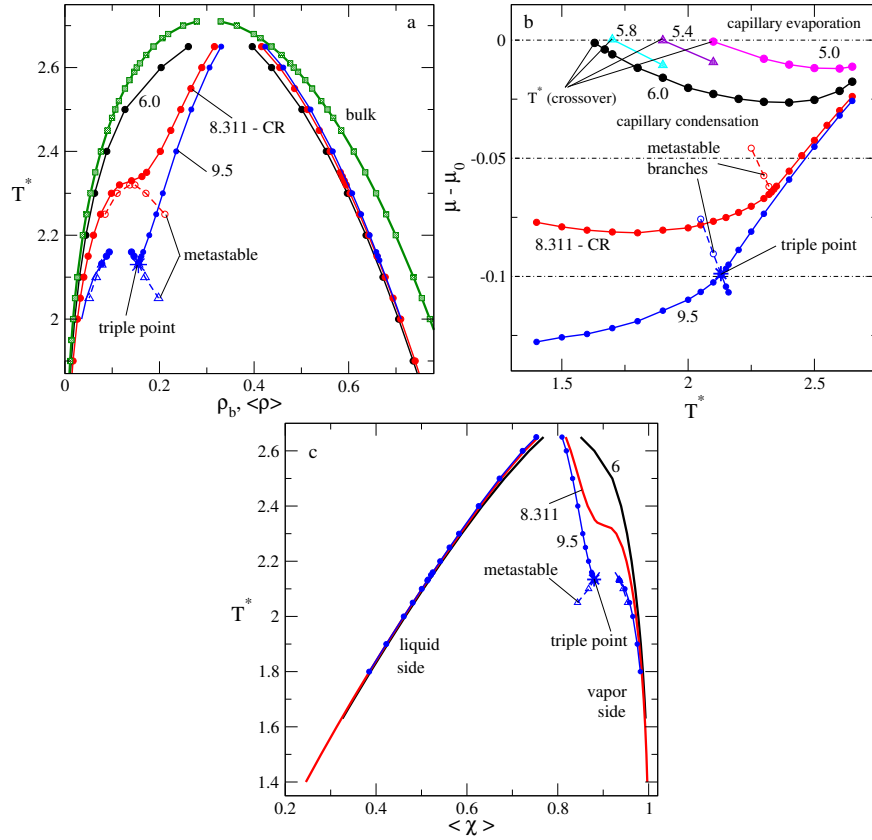 a
2.6
2.4
T*
2.2
2
6.0
8.311 - CR
9.5
bulk
metastable
triple point
0
0.2
0.4
0.6
ρb, <ρ>
b
0
-0.05
-0.1
μ - μ0
5.8
5.4
capillary evaporation
5.0
T* (crossover)
6.0
capillary condensation
metastable
branches
8.311 - CR
triple point
9.5
1.5
2
2.5
T*
c
2.6
2.4
2.2
T*
2
1.8
1.6
1.4
6
8.311
9.5
metastable
triple point
liquid
side
vapor
side
0.2
0.4
0.6
0.8
1
< χ >